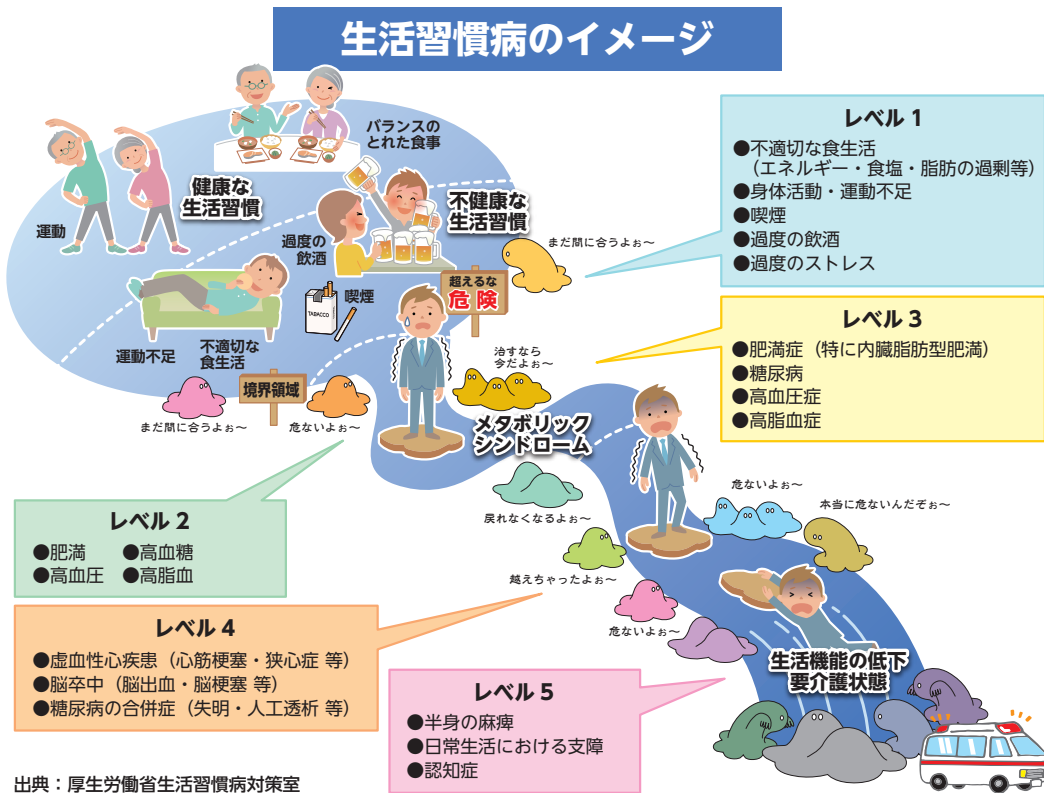 生活習慣病のイメージ
バランスの
とれた食事
健康な
生活習慣
運動
不健康な
生活習慣
過度の
飲酒
まだ間に合うよぉ～
超えるな
危険
喫煙
TABACCO
運動不足
不適切な
食生活
境界領域
まだ間に合うよぉ～
危ないよぉ～
治すなら
今だよぉ～
メタボリック
シンドローム
戻れなくなるよぉ～
越えちゃったよぉ～
危ないよぉ～
危ないよぉ～
本当に危ないんだぞぉ～
生活機能の低下
要介護状態
レベル 1
●不適切な食生活
（エネルギー・食塩・脂肪の過剰等）
●身体活動・運動不足
●喫煙
●過度の飲酒
●過度のストレス
レベル 3
●肥満症（特に内臓脂肪型肥満）
●糖尿病
●高血圧症
●高脂血症
レベル 2
●肥満 ●高血糖
●高血圧 ●高脂血
レベル 4
●虚血性心疾患（心筋梗塞・狭心症 等）
●脳卒中（脳出血・脳梗塞 等）
●糖尿病の合併症（失明・人工透析 等）
レベル 5
●半身の麻痺
●日常生活における支障
●認知症
出典：厚生労働省生活習慣病対策室